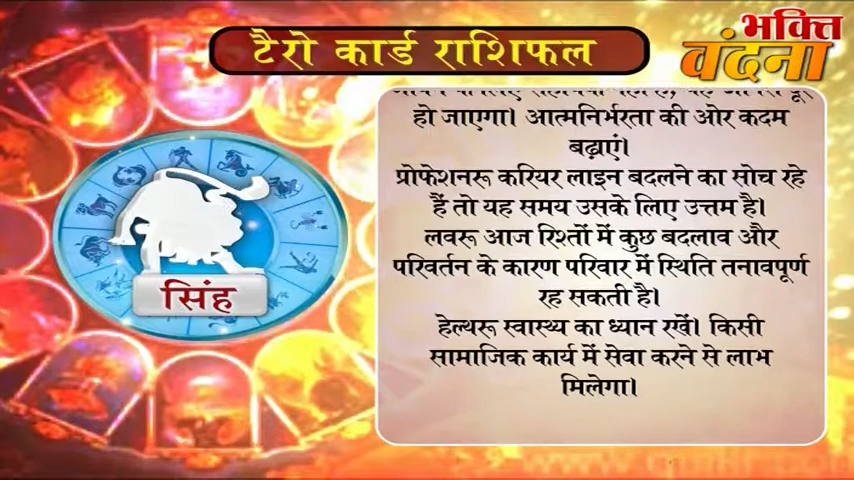 टैरो कार्ड राशिफल
भक्ति
वंदना
हो जाएगा। आत्मनिर्भरता की ओर कदम
बढ़ाएं।
प्रोफेशनरू करियर लाइन बदलने का सोच रहे
हैं तो यह समय उसके लिए उत्तम है।
लवरू आज रिश्तों में कुछ बदलाव और
परिवर्तन के कारण परिवार में स्थिति तनावपूर्ण
रह सकती है।
हेल्थरू स्वास्थ्य का ध्यान रखें। किसी
सामाजिक कार्य में सेवा करने से लाभ
मिलेगा।
सिंह